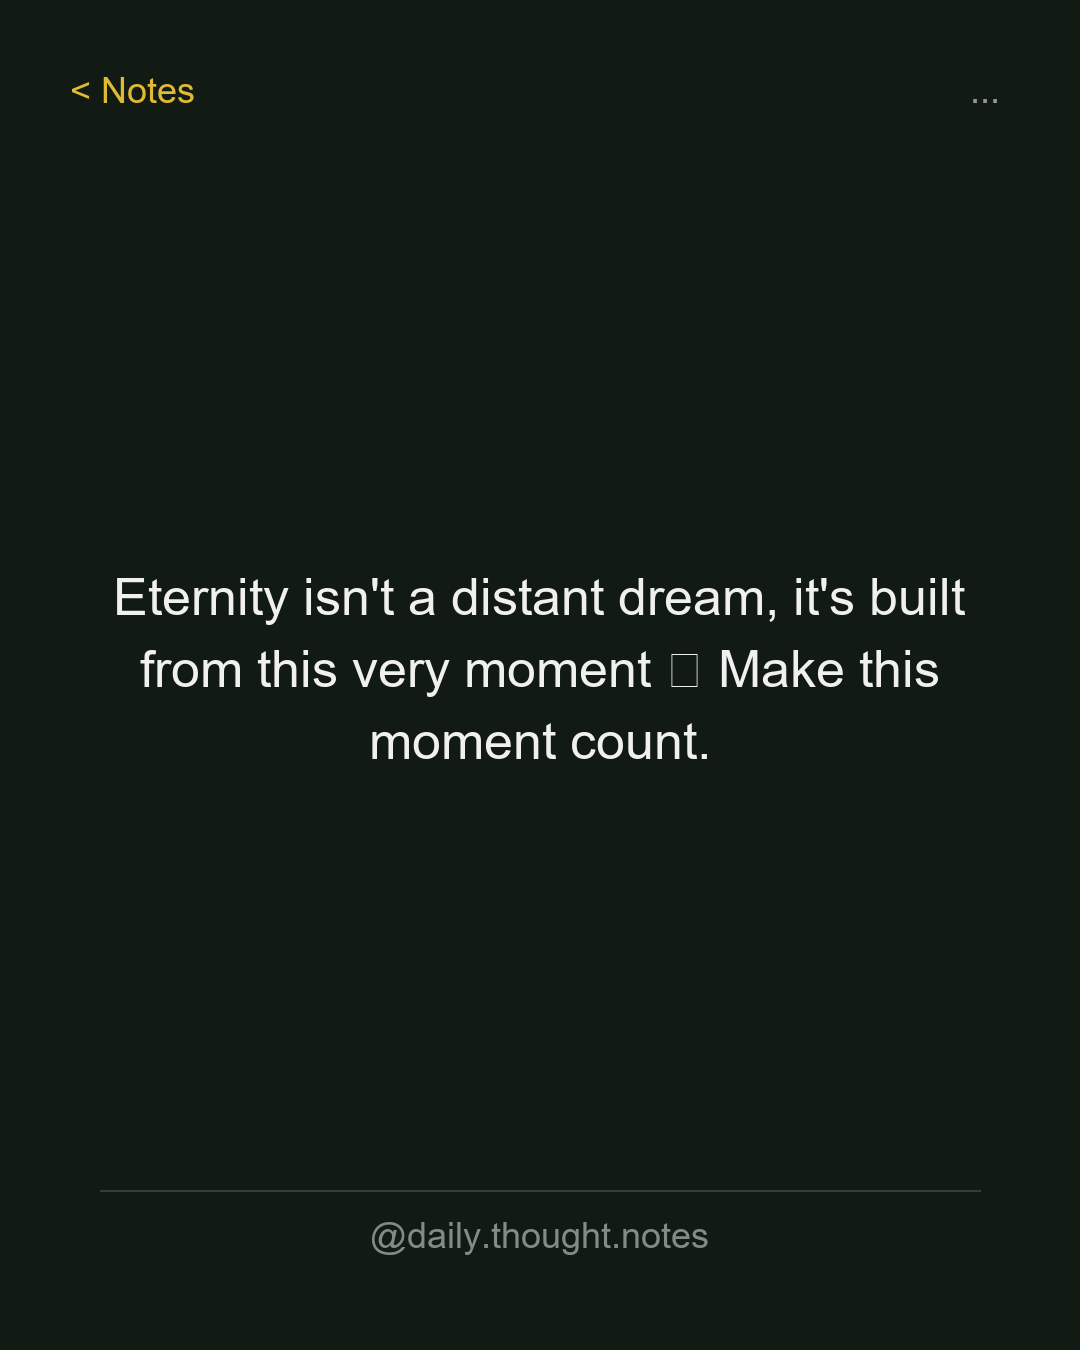 < Notes
...
Eternity isn't a distant dream, it's built
from this very moment □ Make this
moment count.
@daily.thought.notes